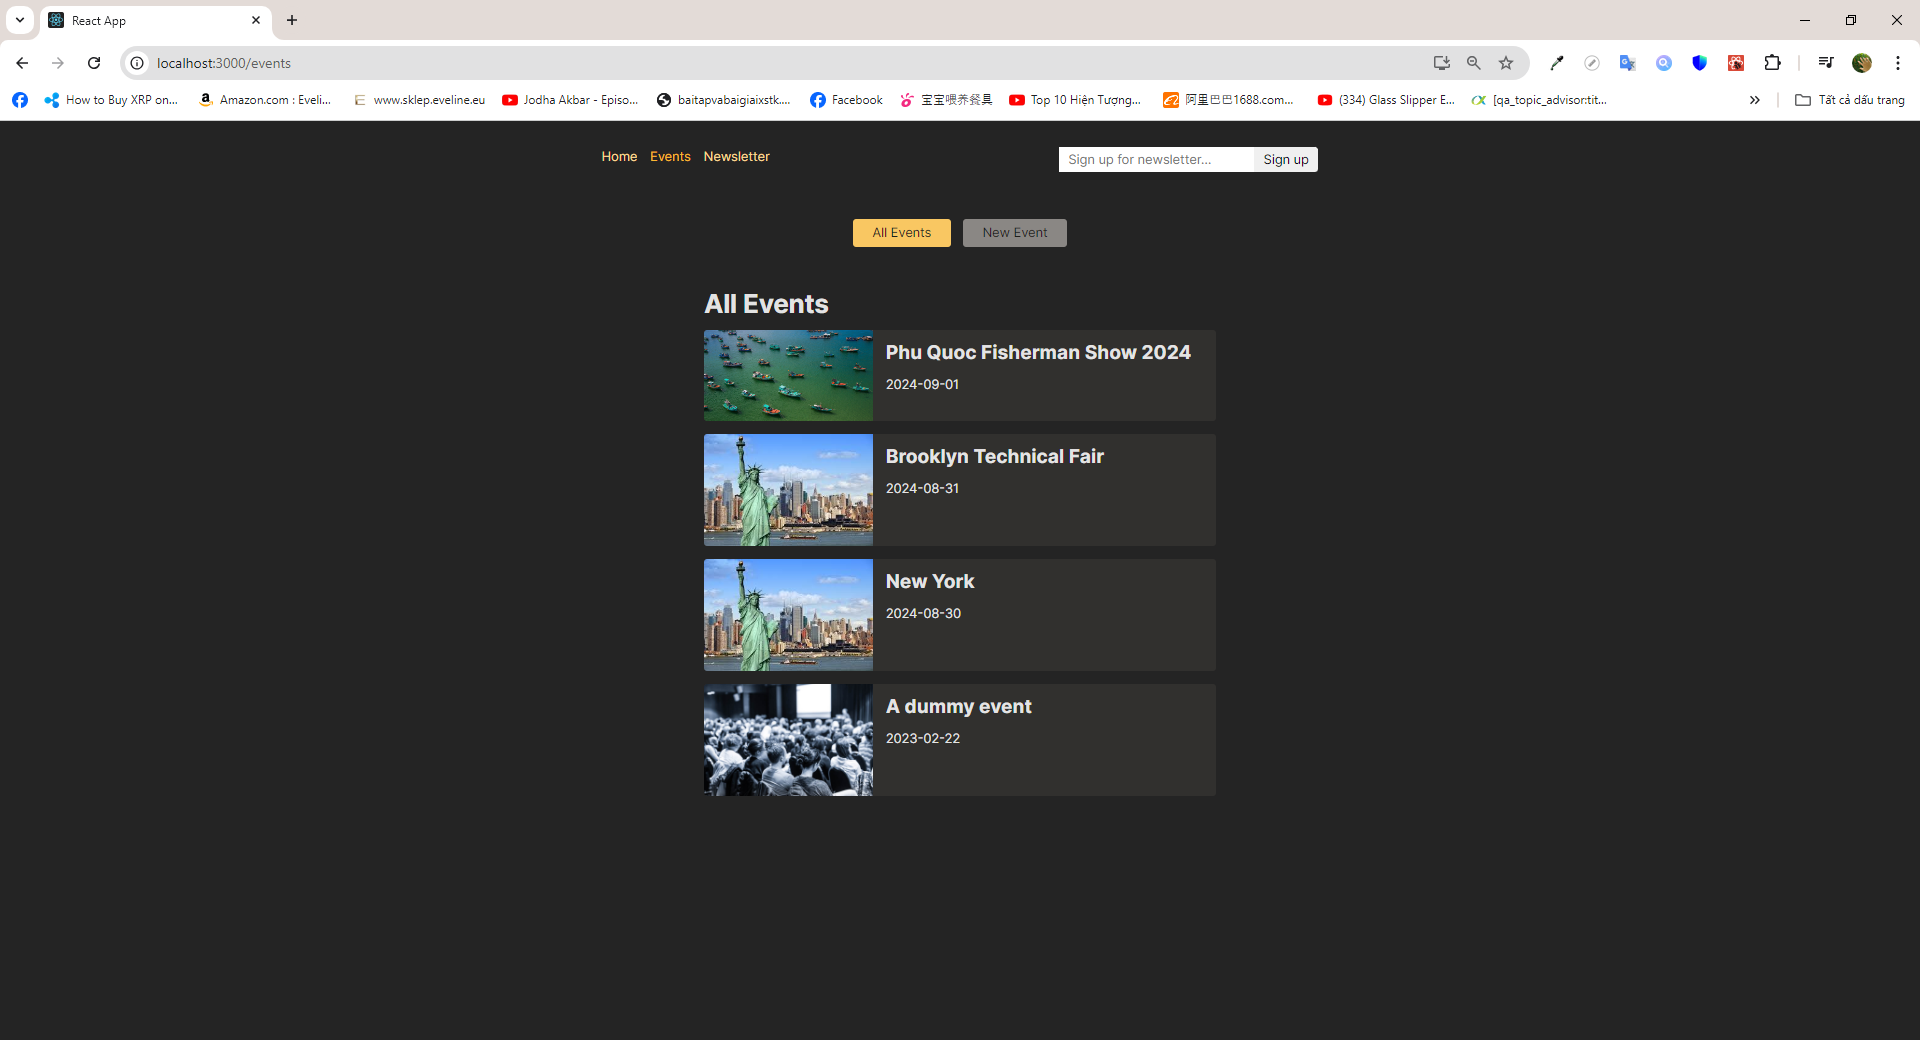 React App
localhost:3000/events
How to Buy XRP on...
Amazon.com : Eveli...
www.sklep.eveline.eu
Jodha Akbar - Episo...
baitapvabaigiaixstk....
Facebook
宝宝喂养餐具
Top 10 Hiện Tượng...
阿里巴巴1688.com...
(334) Glass Slipper E...
[qa_topic_advisor:tit...
Tất cả dấu trang
Home Events Newsletter
Sign up for newsletter...
Sign up
All Events
New Event
All Events
Phu Quoc Fisherman Show 2024
2024-09-01
Brooklyn Technical Fair
2024-08-31
New York
2024-08-30
A dummy event
2023-02-22